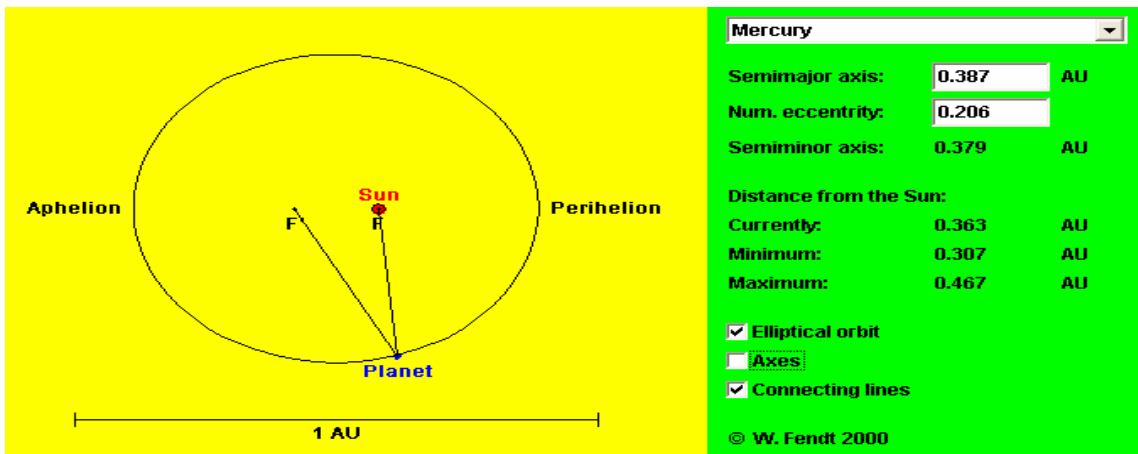 Mercury
Semimajor axis: 0.387 AU
Num. eccentrity: 0.206
Semiminor axis: 0.379 AU
Sun
Aphelion Perihelion
F' F
Distance from the Sun:
Currently: 0.363 AU
Minimum: 0.307 AU
Maximum: 0.467 AU
Elliptical orbit
Planet
Axes
Connecting lines
1 AU
© W. Fendt 2000